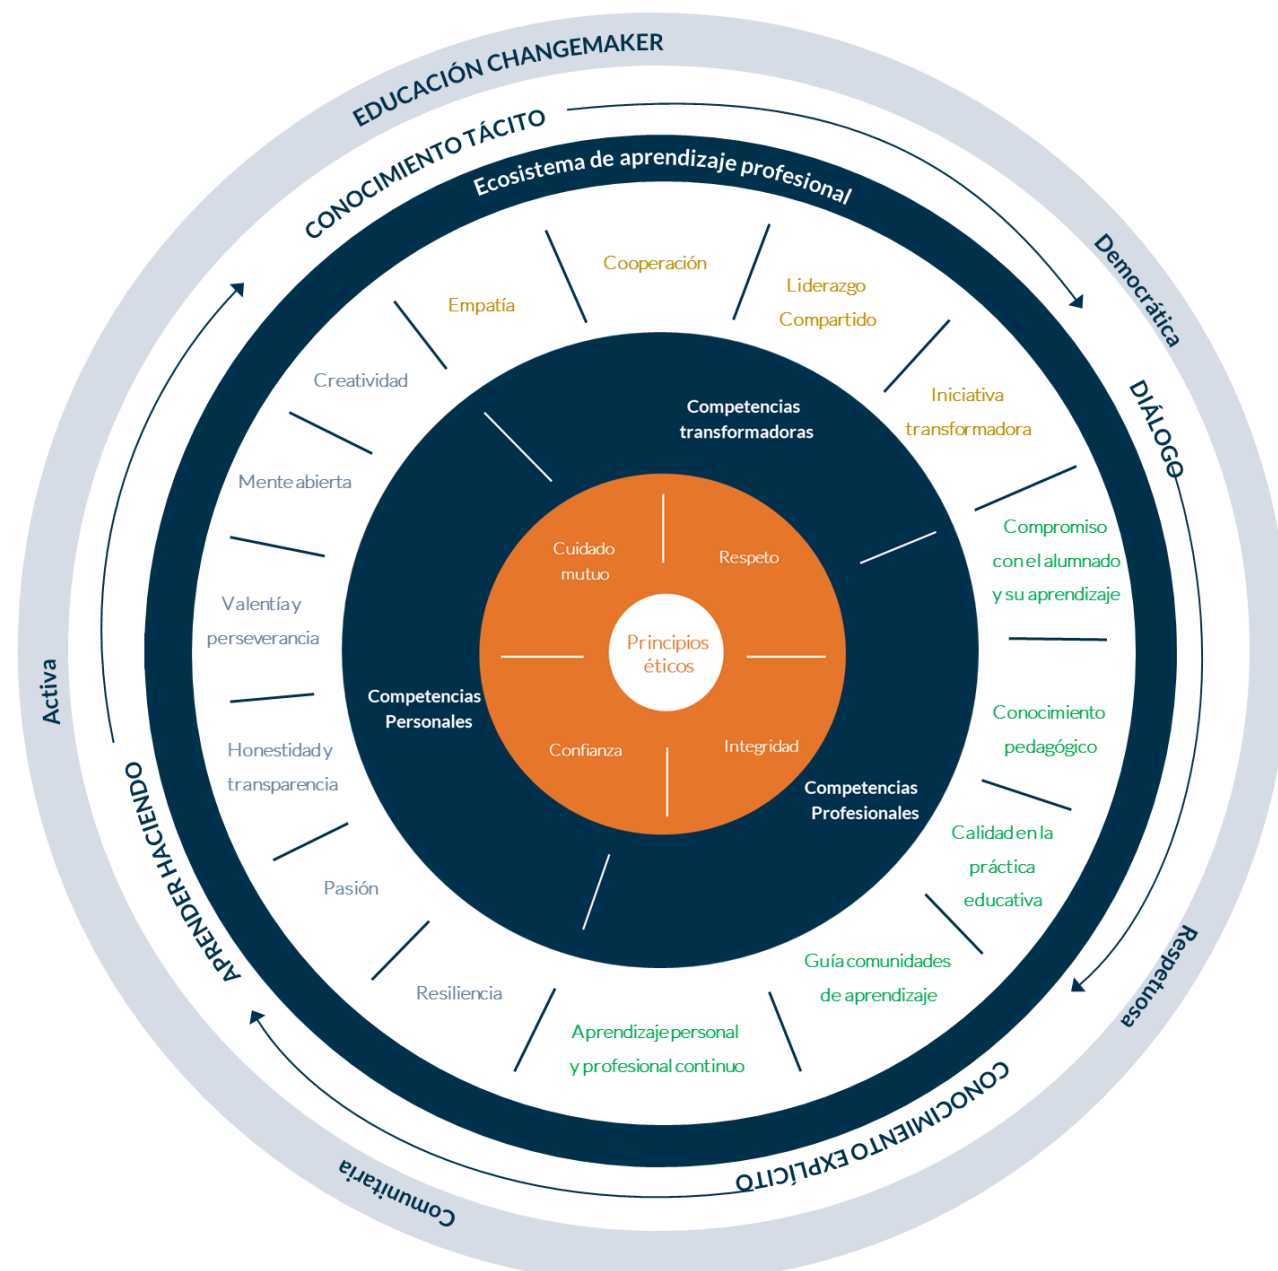 EDUCACIÓN CHANGEMAKER
CONOCIMIENTO TÁCITO
Ecosistema de aprendizaje profesional
Democrática
DIÁLOGO
Respetuosa
CONOCIMIENTO EXPLÍCITO
Comunitaria
APRENDER HACIENDO
Activa
Empatía
Cooperación
Liderazgo
Compartido
Iniciativa
transformadora
Compromiso
con el alumnado
y su aprendizaje
Conocimiento
pedagógico
Calidad en la
práctica
educativa
Guía comunidades
de aprendizaje
Aprendizaje personal
y profesional continuo
Resiliencia
Pasión
Honestidad y
transparencia
Valentía y
perseverancia
Mente abierta
Creatividad
Competencias
transformadoras
Competencias
Profesionales
Competencias
Personales
Cuidado
mutuo
Respeto
Integridad
Confianza
Principios
éticos